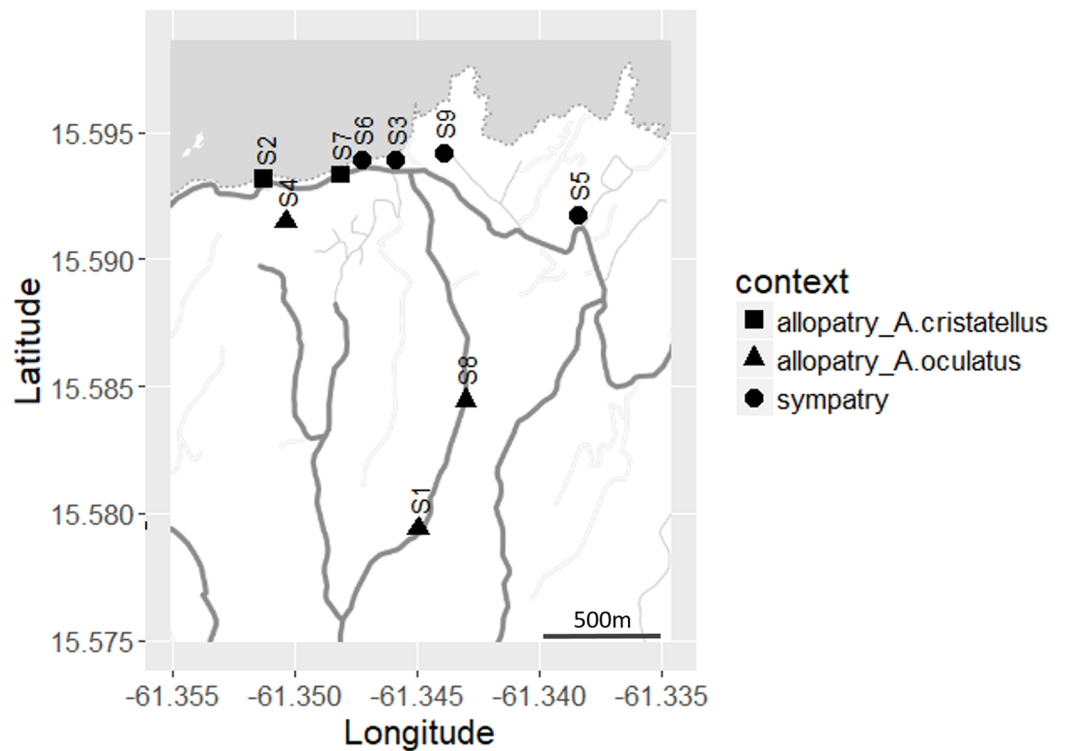 Latitude
15.595
15.590
15.585
15.580
15.575
S2
S4
S7
S6
S3
S9
S5
S8
S1
500m
-61.355
-61.350
-61.345
-61.340
-61.335
Longitude
context
allopatry_A.cristatellus
allopatry_A.oculatus
sympatry